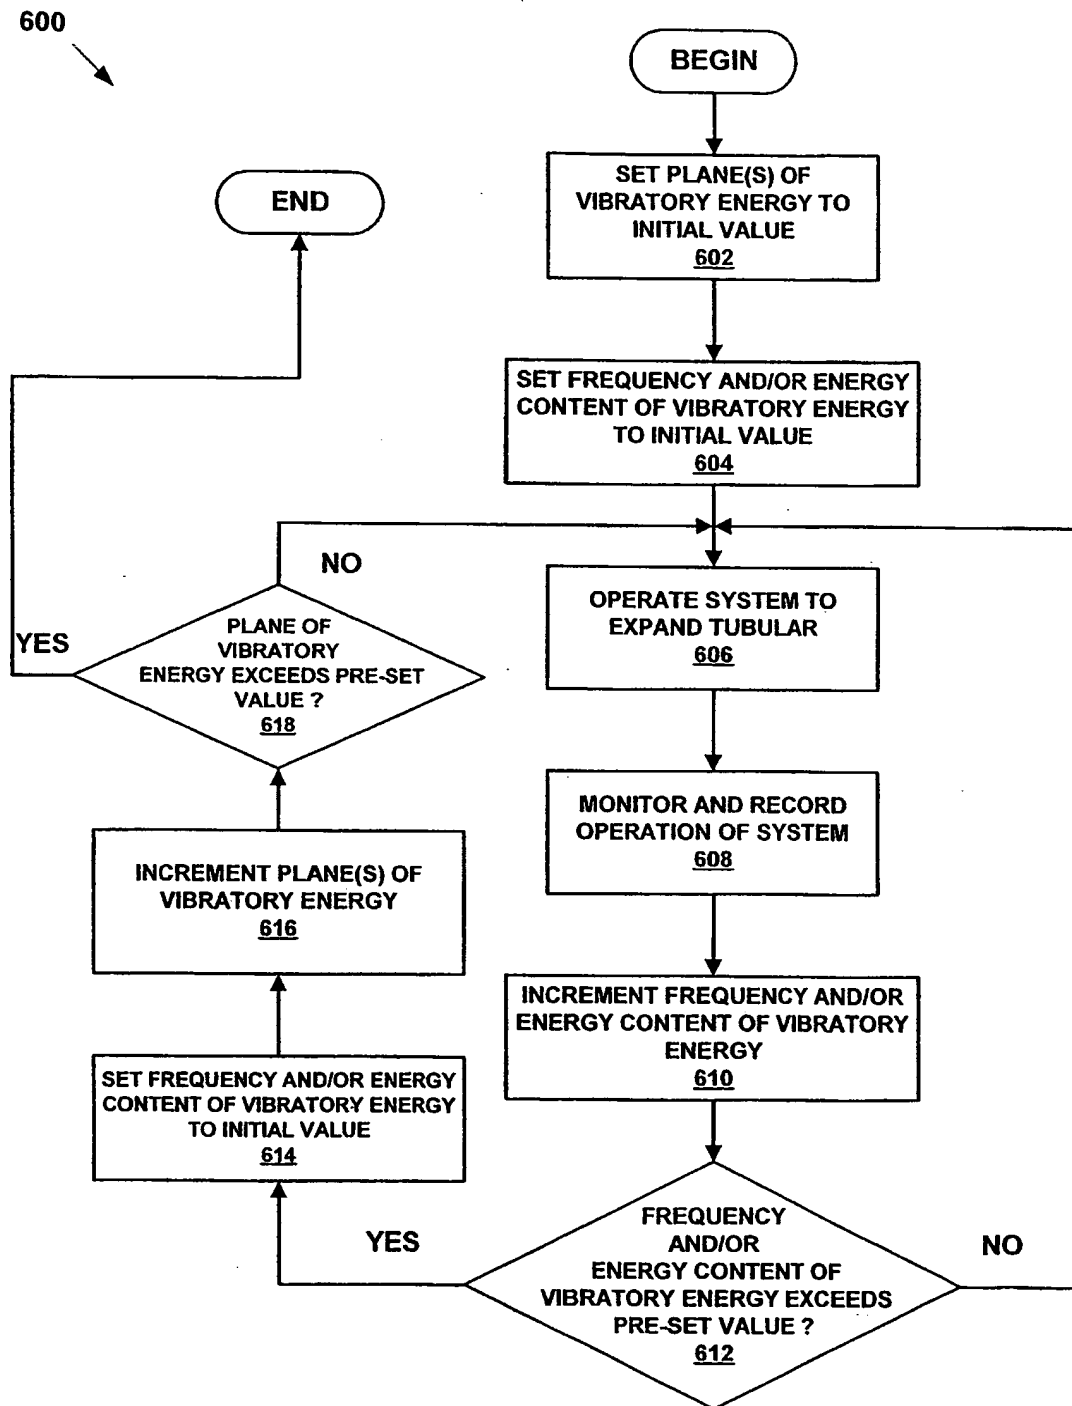 600
BEGIN
SET PLANE(S) OF
VIBRATORY ENERGY TO
INITIAL VALUE
602
END
SET FREQUENCY AND/OR ENERGY
CONTENT OF VIBRATORY ENERGY
TO INITIAL VALUE
604
NO
OPERATE SYSTEM TO
EXPAND TUBULAR
606
YES
PLANE OF
VIBRATORY
ENERGY EXCEEDS PRE-SET
VALUE ?
618
MONITOR AND RECORD
OPERATION OF SYSTEM
608
INCREMENT PLANE(S) OF
VIBRATORY ENERGY
616
INCREMENT FREQUENCY AND/OR
ENERGY CONTENT OF VIBRATORY
ENERGY
610
SET FREQUENCY AND/OR ENERGY
CONTENT OF VIBRATORY ENERGY
TO INITIAL VALUE
614
YES
FREQUENCY
AND/OR
ENERGY CONTENT OF
VIBRATORY ENERGY EXCEEDS
PRE-SET VALUE ?
612
NO